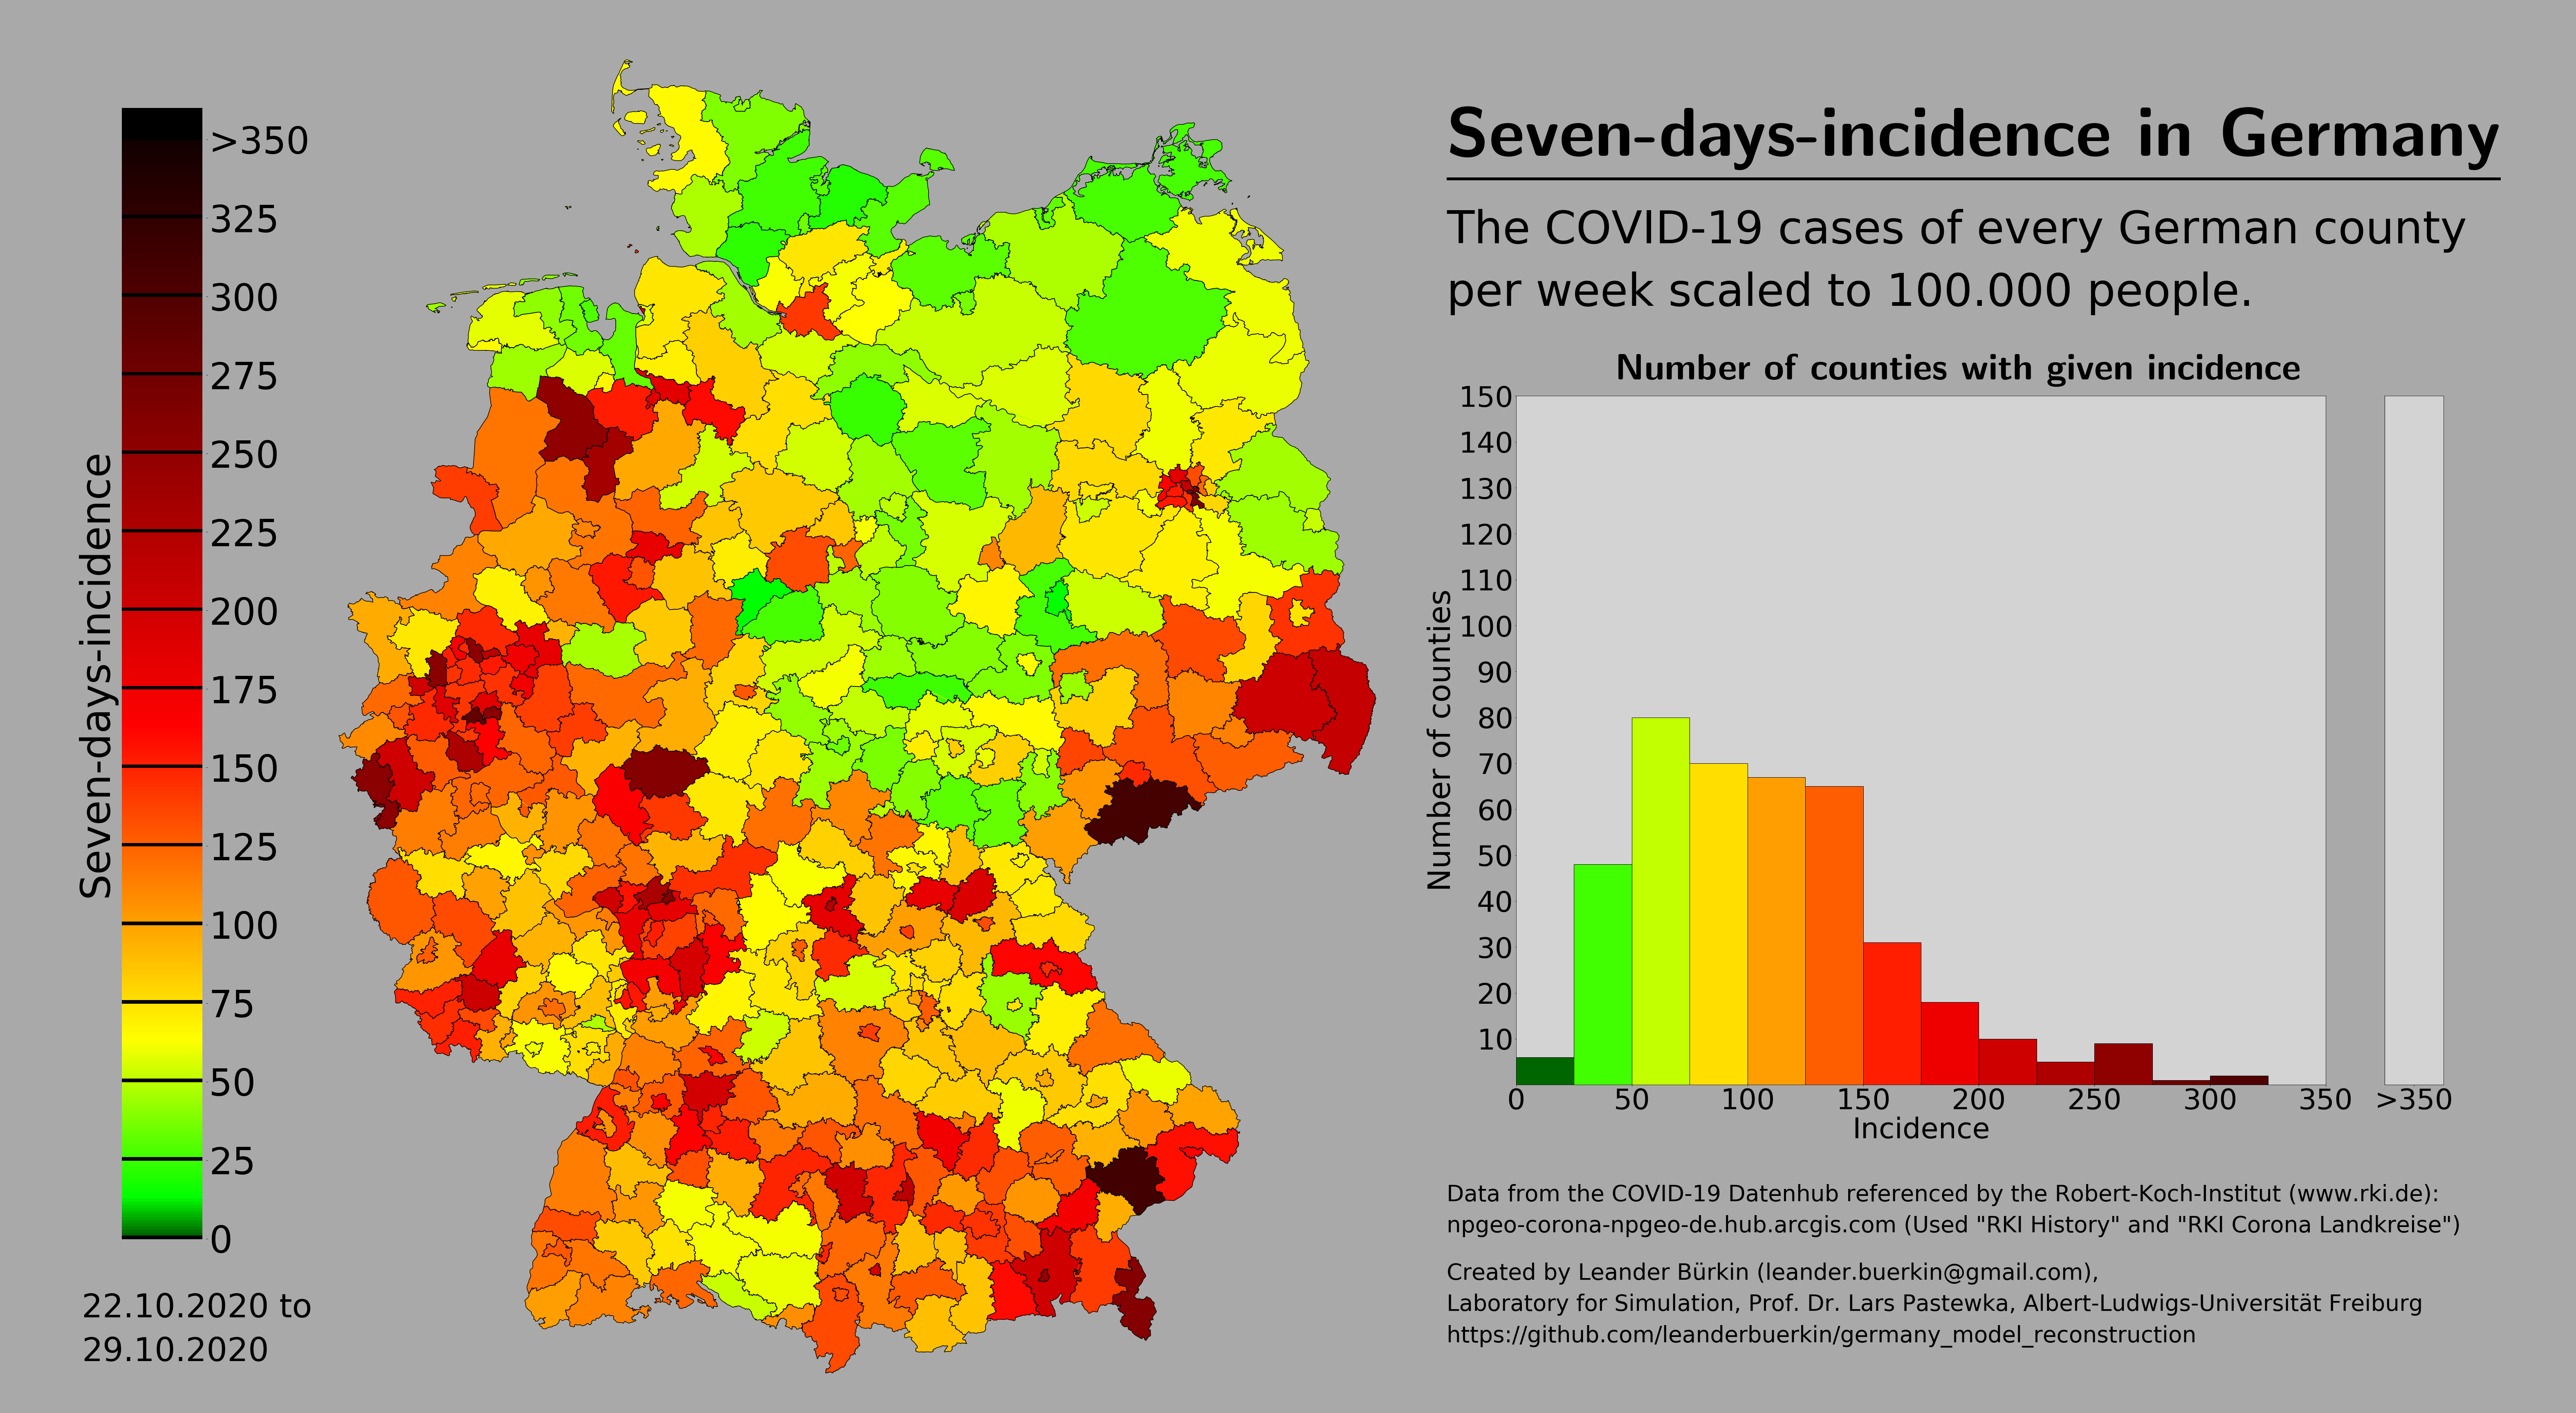 Seven-days-incidence in Germany
The COVID-19 cases of every German county
per week scaled to 100.000 people.
Seven-days-incidence
>350
325
300
275
250
225
200
175
150
125
100
75
50
25
0
22.10.2020 to
29.10.2020
Number of counties with given incidence
Number of counties
150
140
130
120
110
100
90
80
70
60
50
40
30
20
10
0 50 100 150 200 250 300 350 >350
Incidence
Data from the COVID-19 Datenhub referenced by the Robert-Koch-Institut (www.rki.de):
npgeo-corona-npgeo-de.hub.arcgis.com (Used "RKI History" and "RKI Corona Landkreise")
Created by Leander Bürkin (leander.buerkin@gmail.com),
Laboratory for Simulation, Prof. Dr. Lars Pastewka, Albert-Ludwigs-Universität Freiburg
https://github.com/leanderbuerkin/germany_model_reconstruction